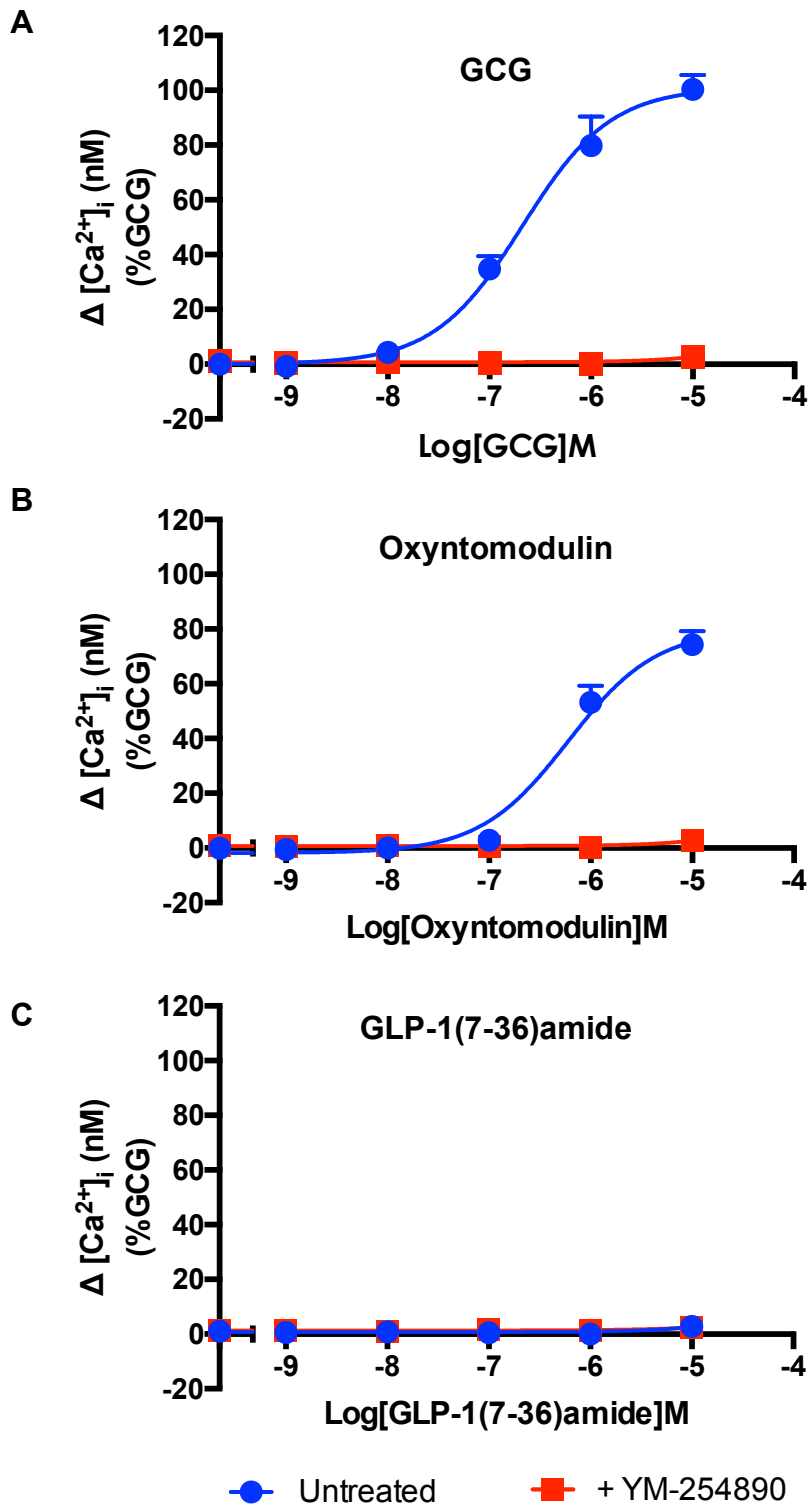 A
GCG
120
100
80
60
40
20
0
-20
Δ [Ca²⁺]ᵢ (nM)
(%GCG)
-9 -8 -7 -6 -5 -4
Log[GCG]M
B
Oxyntomodulin
120
100
80
60
40
20
0
-20
Δ [Ca²⁺]ᵢ (nM)
(%GCG)
-9 -8 -7 -6 -5 -4
Log[Oxyntomodulin]M
C
GLP-1(7-36)amide
120
100
80
60
40
20
0
-20
Δ [Ca²⁺]ᵢ (nM)
(%GCG)
-9 -8 -7 -6 -5 -4
Log[GLP-1(7-36)amide]M
Untreated + YM-254890